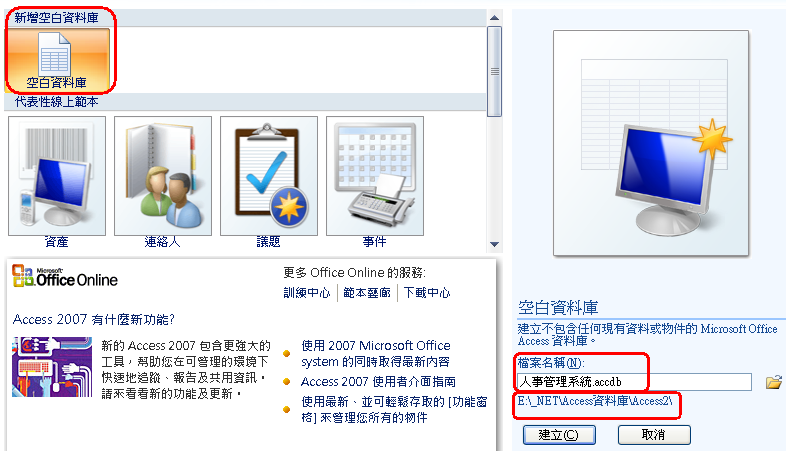 新增空白資料庫
空白資料庫
代表性線上範本
資產
連絡人
議題
事件
Microsoft
Office Online
更多 Office Online 的服務:
訓練中心 | 範本藝廊 | 下載中心
Access 2007 有什麼新功能?
新的 Access 2007 包含更強大的
工具，幫助您在可管理的環境下
快速地追蹤、報告及共用資訊。
請來看看新的功能及更新。
使用 2007 Microsoft Office
system 的同時取得最新內容
Access 2007 使用者介面指南
使用最新、並可輕鬆存取的 [功能窗
格] 來管理您所有的物件
空白資料庫
建立不包含任何現有資料或物件的 Microsoft Office
Access 資料庫。
檔案名稱(N):
人事管理系統.accdb
E:\_NET\Access資料庫\Access2\
建立(C)
取消